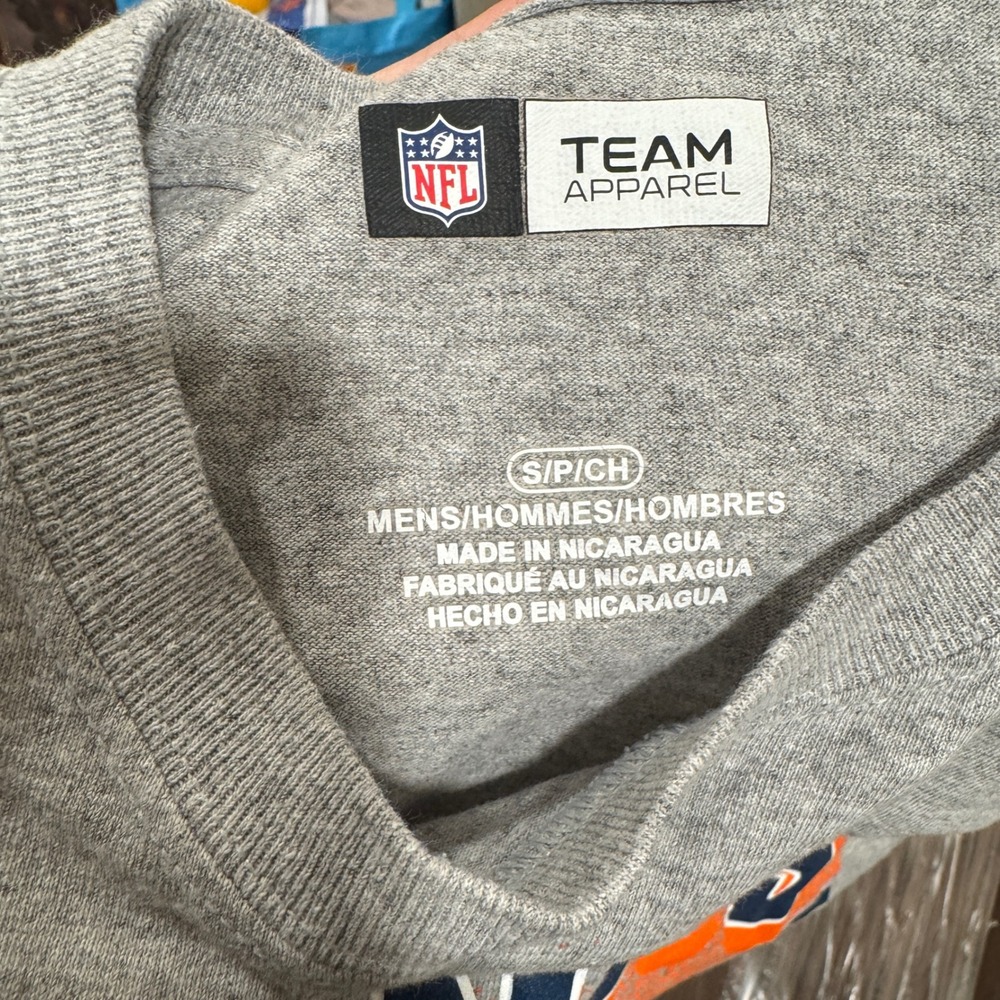 NFL
TEAM
APPAREL
S/P/CH
MENS/HOMMES/HOMBRES
MADE IN NICARAGUA
FABRIQUÉ AU NICARAGUA
HECHO EN NICARAGUA